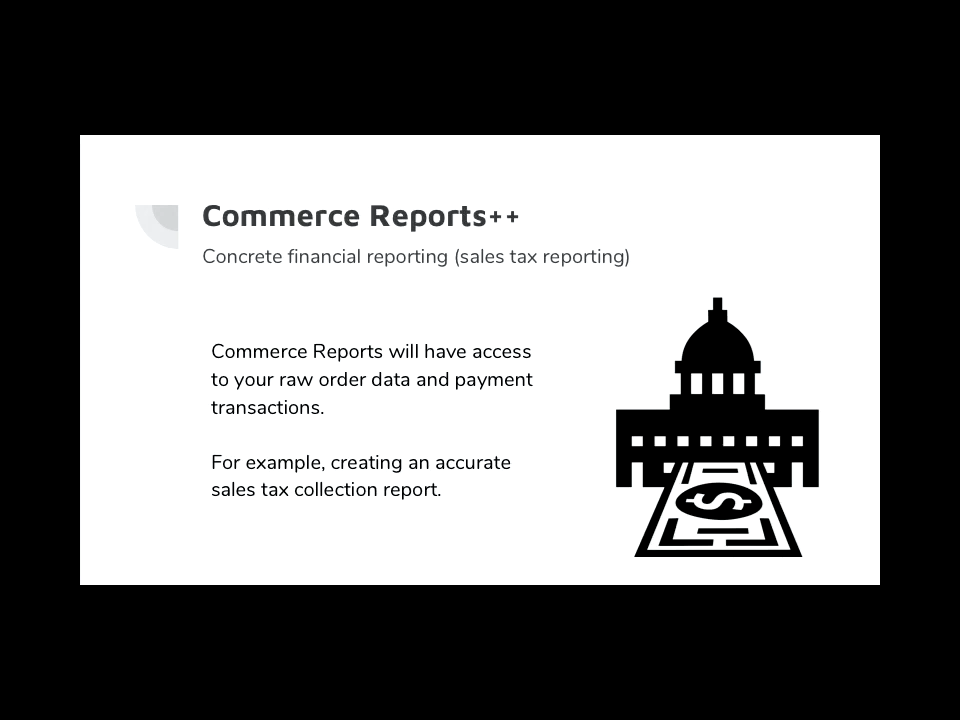 Commerce Reports++
Concrete financial reporting (sales tax reporting)
Commerce Reports will have access
to your raw order data and payment
transactions.
For example, creating an accurate
sales tax collection report.
$